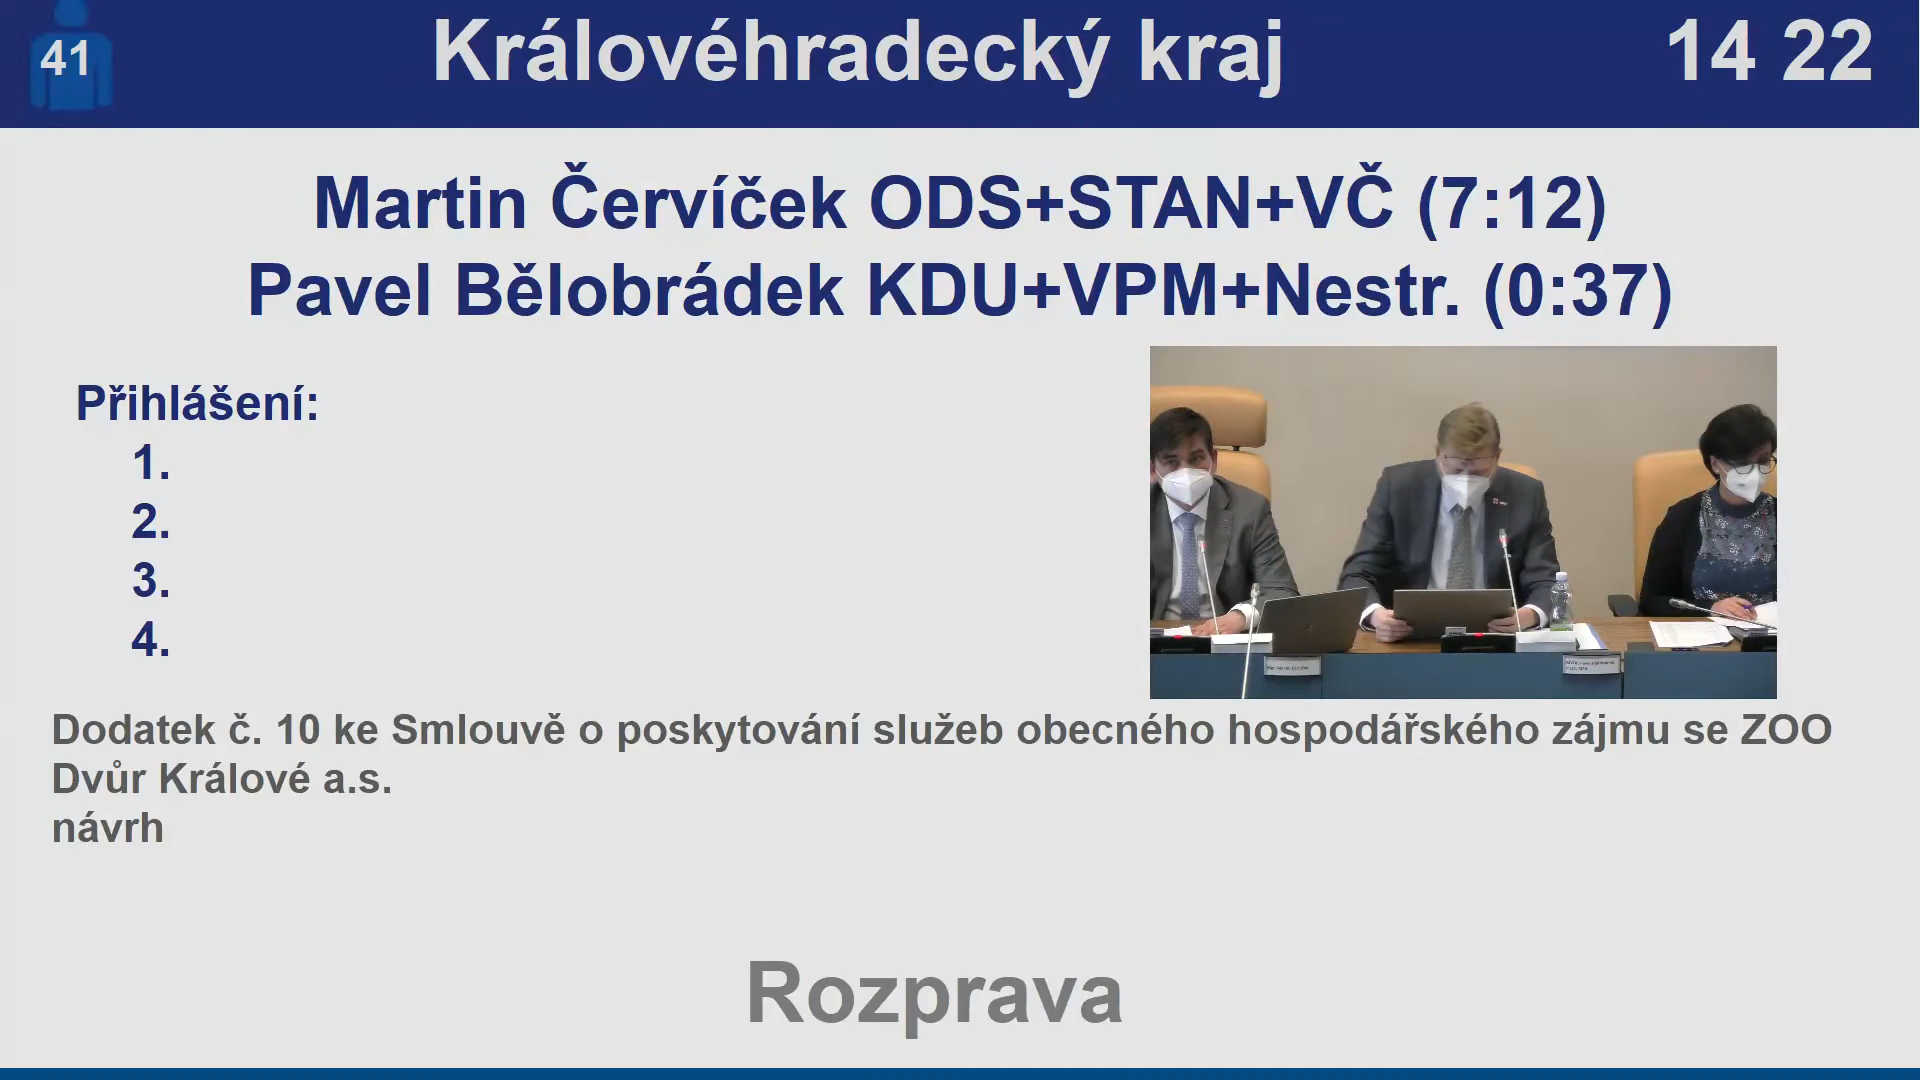 41
Královéhradecký kraj
14 22
Martin Červíček ODS+STAN+VČ (7:12)
Pavel Bělobrádek KDU+VPM+Nestr. (0:37)
Přihlášení:
1.
2.
3.
4.
Dodatek č. 10 ke Smlouvě o poskytování služeb obecného hospodářského zájmu se ZOO
Dvůr Králové a.s.
návrh
Rozprava